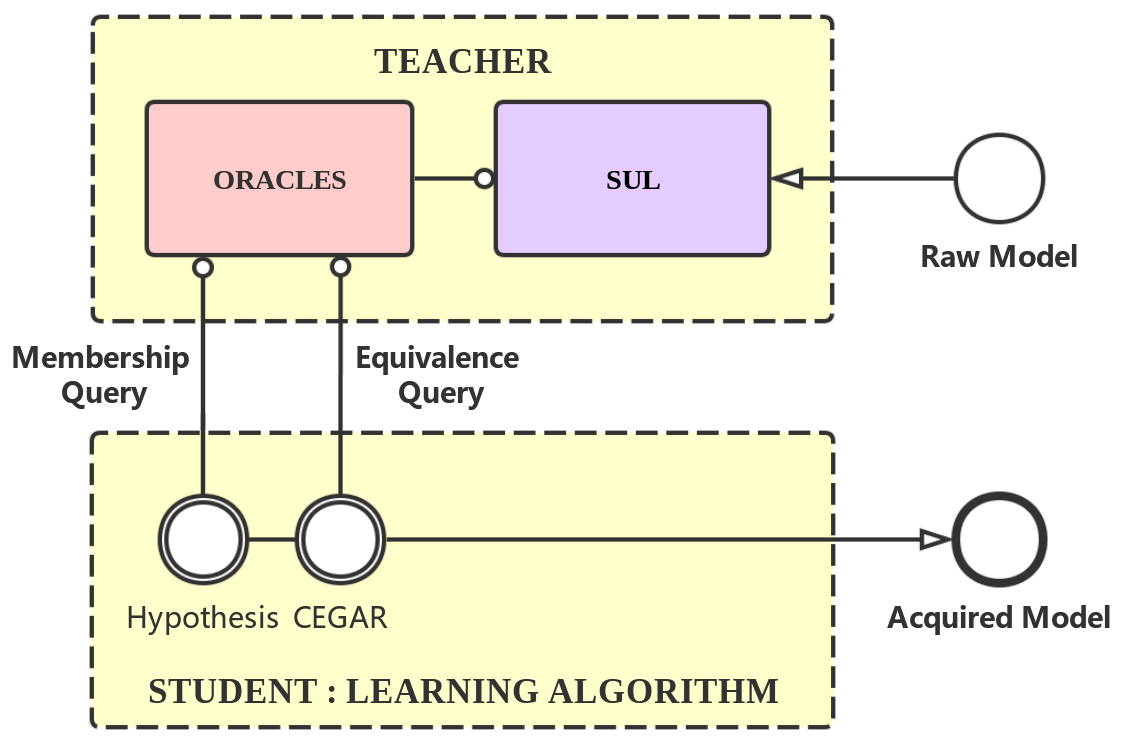 TEACHER
ORACLES
SUL
Raw Model
Membership
Query
Equivalence
Query
Hypothesis
CEGAR
Acquired Model
STUDENT : LEARNING ALGORITHM